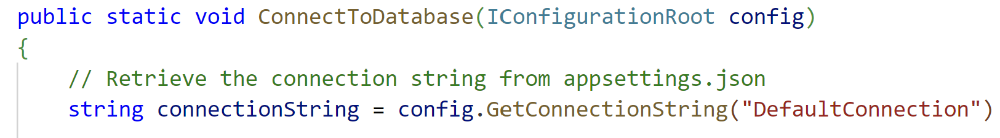 public static void ConnectToDatabase(IConfigurationRoot config)
{
    // Retrieve the connection string from appsettings.json
    string connectionString = config.GetConnectionString("DefaultConnection")